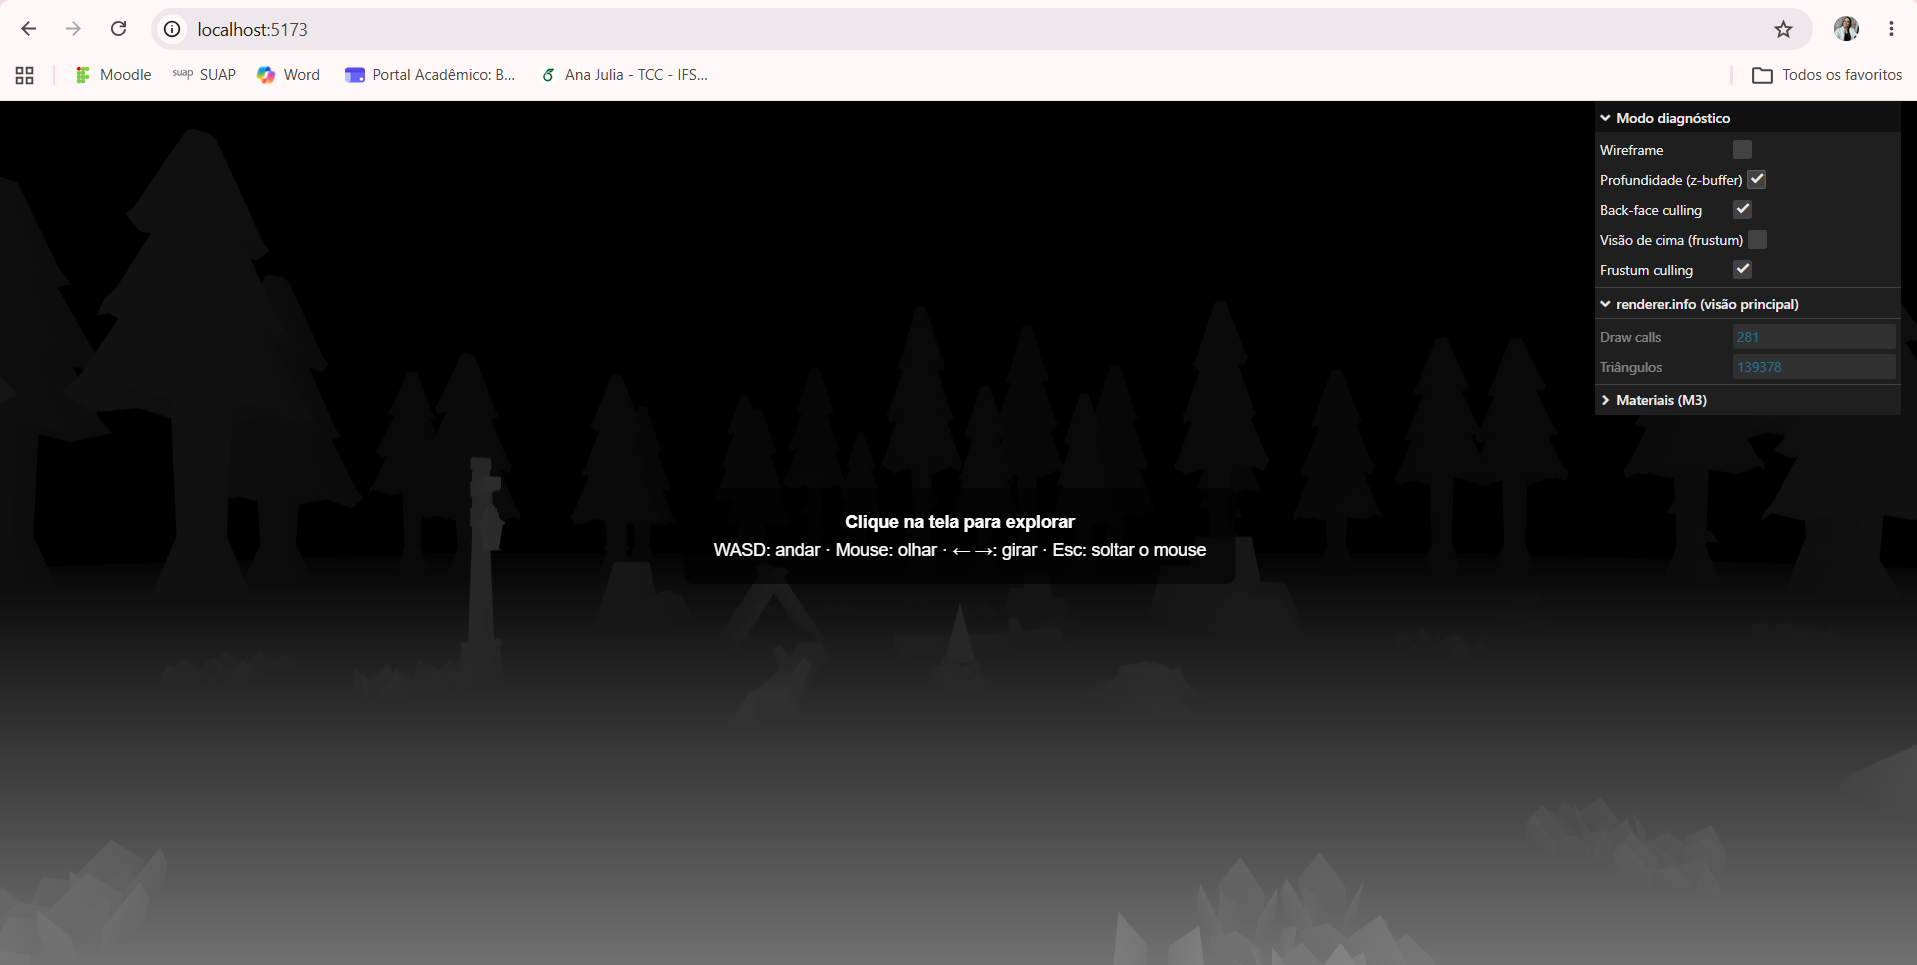 localhost:5173
Moodle
suap SUAP
Word
Portal Acadêmico: B...
Ana Julia - TCC - IFS...
Todos os favoritos
Modo diagnóstico
Wireframe
Profundidade (z-buffer)
Back-face culling
Visão de cima (frustum)
Frustum culling
renderer.info (visão principal)
Draw calls 281
Triângulos 139378
Materiais (M3)
Clique na tela para explorar
WASD: andar · Mouse: olhar · ←→: girar · Esc: soltar o mouse